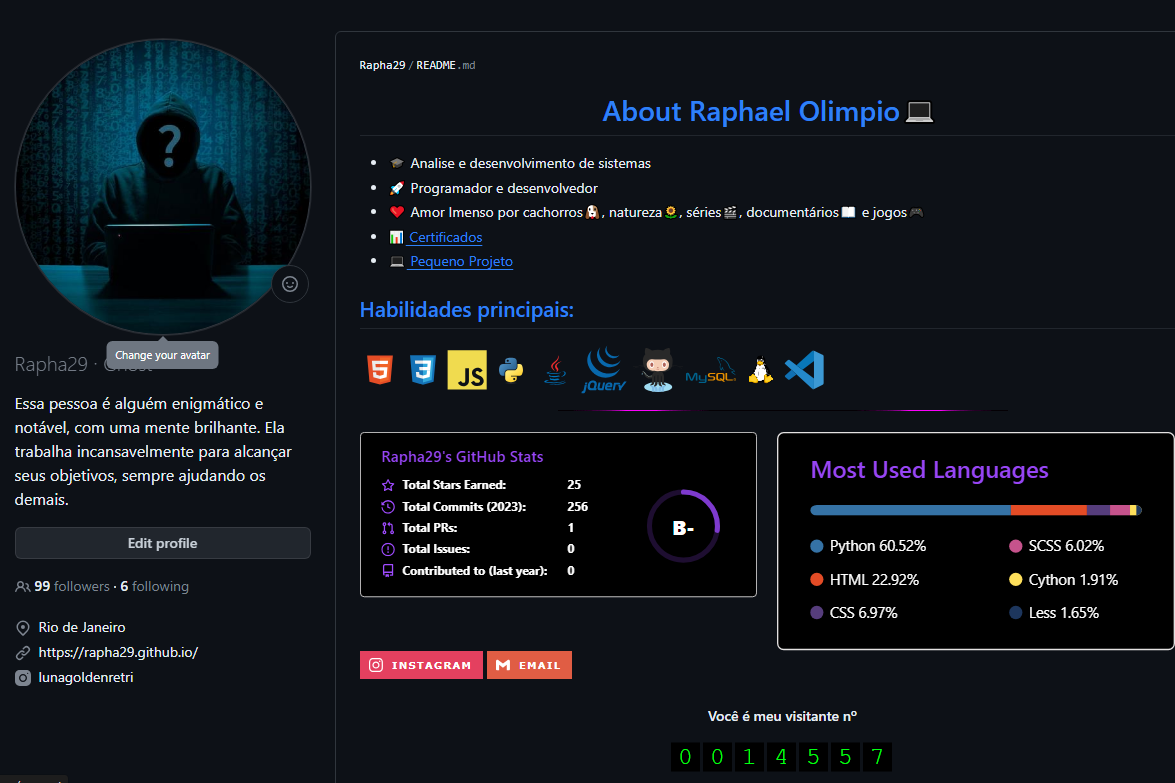 ?
Change your avatar
Rapha29 · Ghost
Essa pessoa é alguém enigmático e
notável, com uma mente brilhante. Ela
trabalha incansavelmente para alcançar
seus objetivos, sempre ajudando os
demais.
Edit profile
99 followers · 6 following
Rio de Janeiro
https://rapha29.github.io/
lunagoldenretri
Rapha29 / README.md
About Raphael Olimpio
Analise e desenvolvimento de sistemas
Programador e desenvolvedor
Amor Imenso por cachorros, natureza, séries, documentários e jogos
Certificados
Pequeno Projeto
Habilidades principais:
5 3 JS Java jQuery MySQL
Rapha29's GitHub Stats
Total Stars Earned: 25
Total Commits (2023): 256
Total PRs: 1
Total Issues: 0
Contributed to (last year): 0
B-
Most Used Languages
Python 60.52%
HTML 22.92%
CSS 6.97%
SCSS 6.02%
Cython 1.91%
Less 1.65%
INSTAGRAM
EMAIL
Você é meu visitante nº
0014557